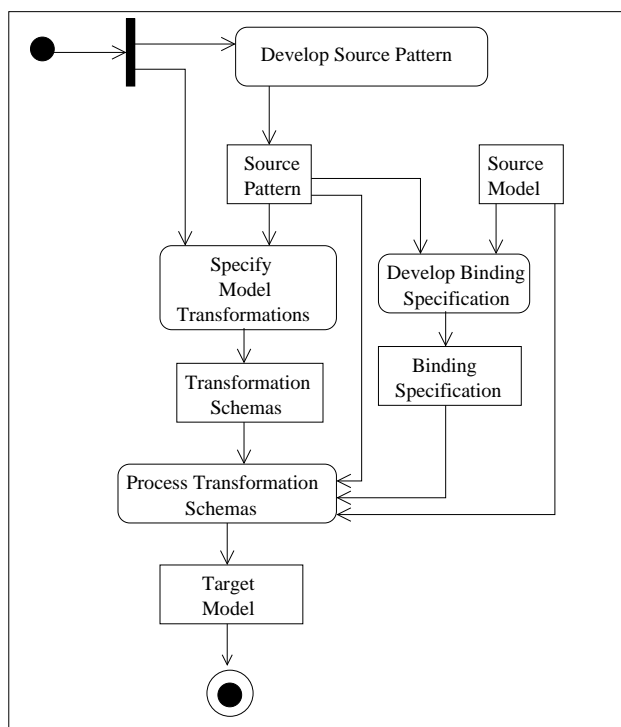 Develop Source Pattern
Source
Pattern
Source
Model
Specify
Model
Transformations
Develop Binding
Specification
Transformation
Schemas
Binding
Specification
Process Transformation
Schemas
Target
Model